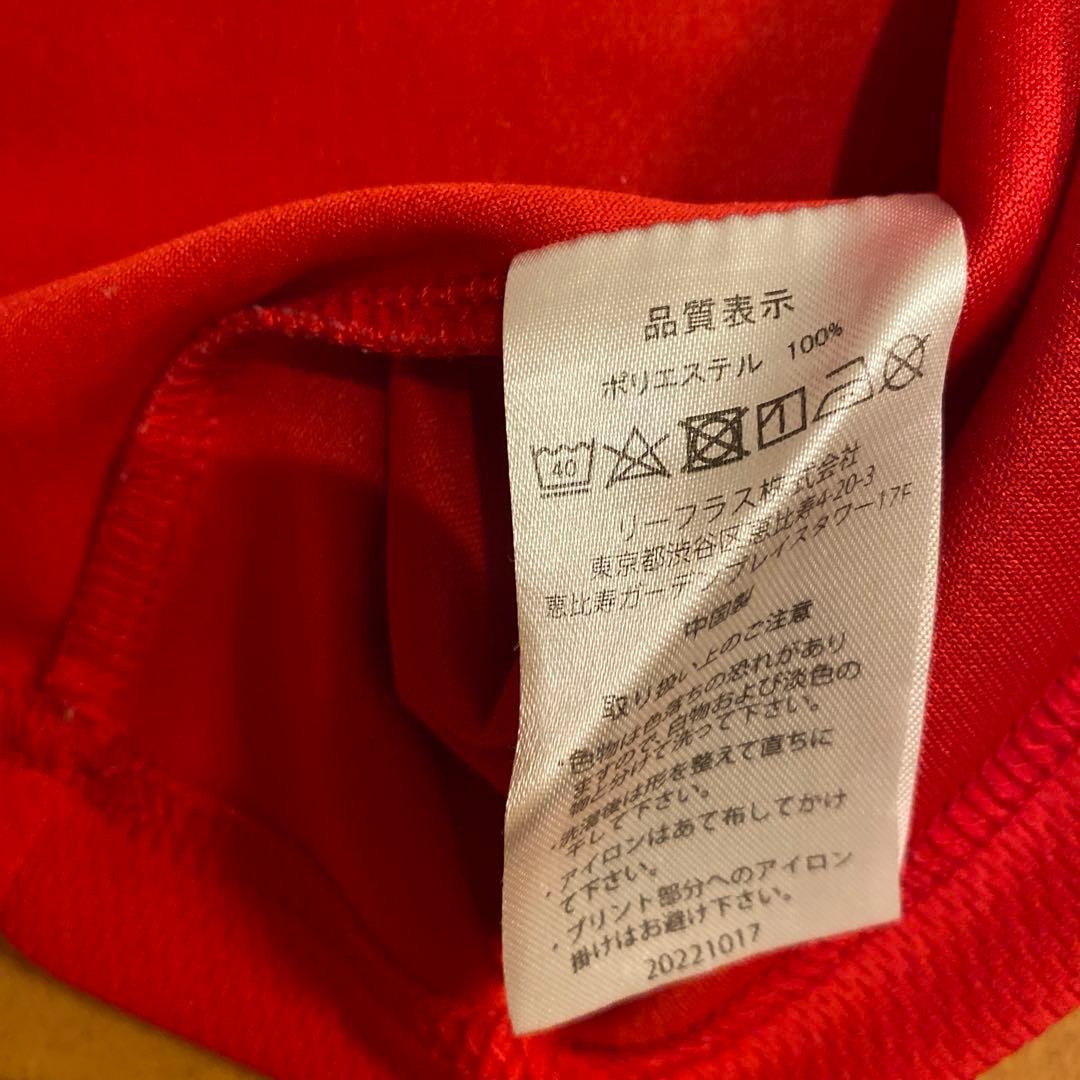 品質表示
ポリエステル 100%
40
リーフラス株式会社
東京都渋谷区恵比寿4-20-3
恵比寿ガーデンプレイスタワー17F
中国製
取り扱い上のご注意
・色物は色落ちの恐れがあり
ますので、白物および淡色の
物と分けて洗って下さい。
・洗濯後は形を整えて直ちに
干して下さい。
・アイロンはあて布してかけ
て下さい。
・プリント部分へのアイロン
掛けはお避け下さい。
20221017